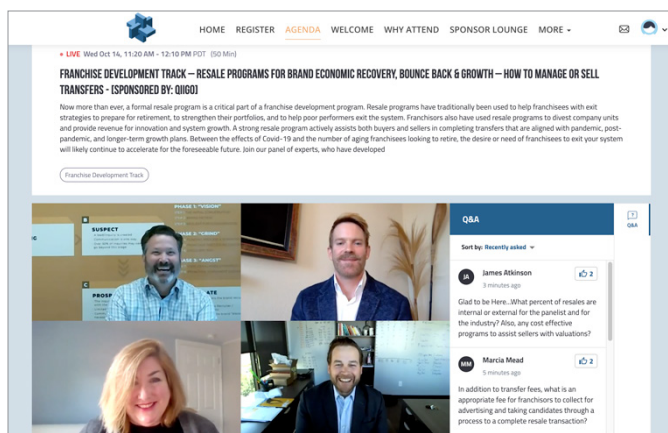 HOME REGISTER AGENDA WELCOME WHY ATTEND SPONSOR LOUNGE MORE
LIVE Wed Oct 14, 11:20 AM - 12:10 PM PDT (50 Min)
FRANCHISE DEVELOPMENT TRACK – RESALE PROGRAMS FOR BRAND ECONOMIC RECOVERY, BOUNCE BACK & GROWTH – HOW TO MANAGE OR SELL
TRANSFERS - [SPONSORED BY: QIIGO]
Now more than ever, a formal resale program is a critical part of a franchise development program. Resale programs have traditionally been used to help franchisees with exit
strategies to prepare for retirement, to strengthen their portfolios, and to help poor performers exit the system. Franchisors also have used resale programs to divest company units
and provide revenue for innovation and system growth. A strong resale program actively assists both buyers and sellers in completing transfers that are aligned with pandemic, post-
pandemic, and longer-term growth plans. Between the effects of Covid-19 and the number of aging franchisees looking to retire, the desire or need of franchisees to exit your system
will likely continue to accelerate for the foreseeable future. Join our panel of experts, who have developed
Franchise Development Track
PHASE 1: "VISION"
B
SUSPECT
PHASE 2: "GRIND"
C
PROSP
Q&A
Q&A
Sort by: Recently asked
JA
James Atkinson
2
3 minutes ago
Glad to be Here...What percent of resales are
internal or external for the panelist and for
the industry? Also, any cost effective
programs to assist sellers with valuations?
MM
Marcia Mead
2
5 minutes ago
In addition to transfer fees, what is an
appropriate fee for franchisors to collect for
advertising and taking candidates through a
process to a complete resale transaction?